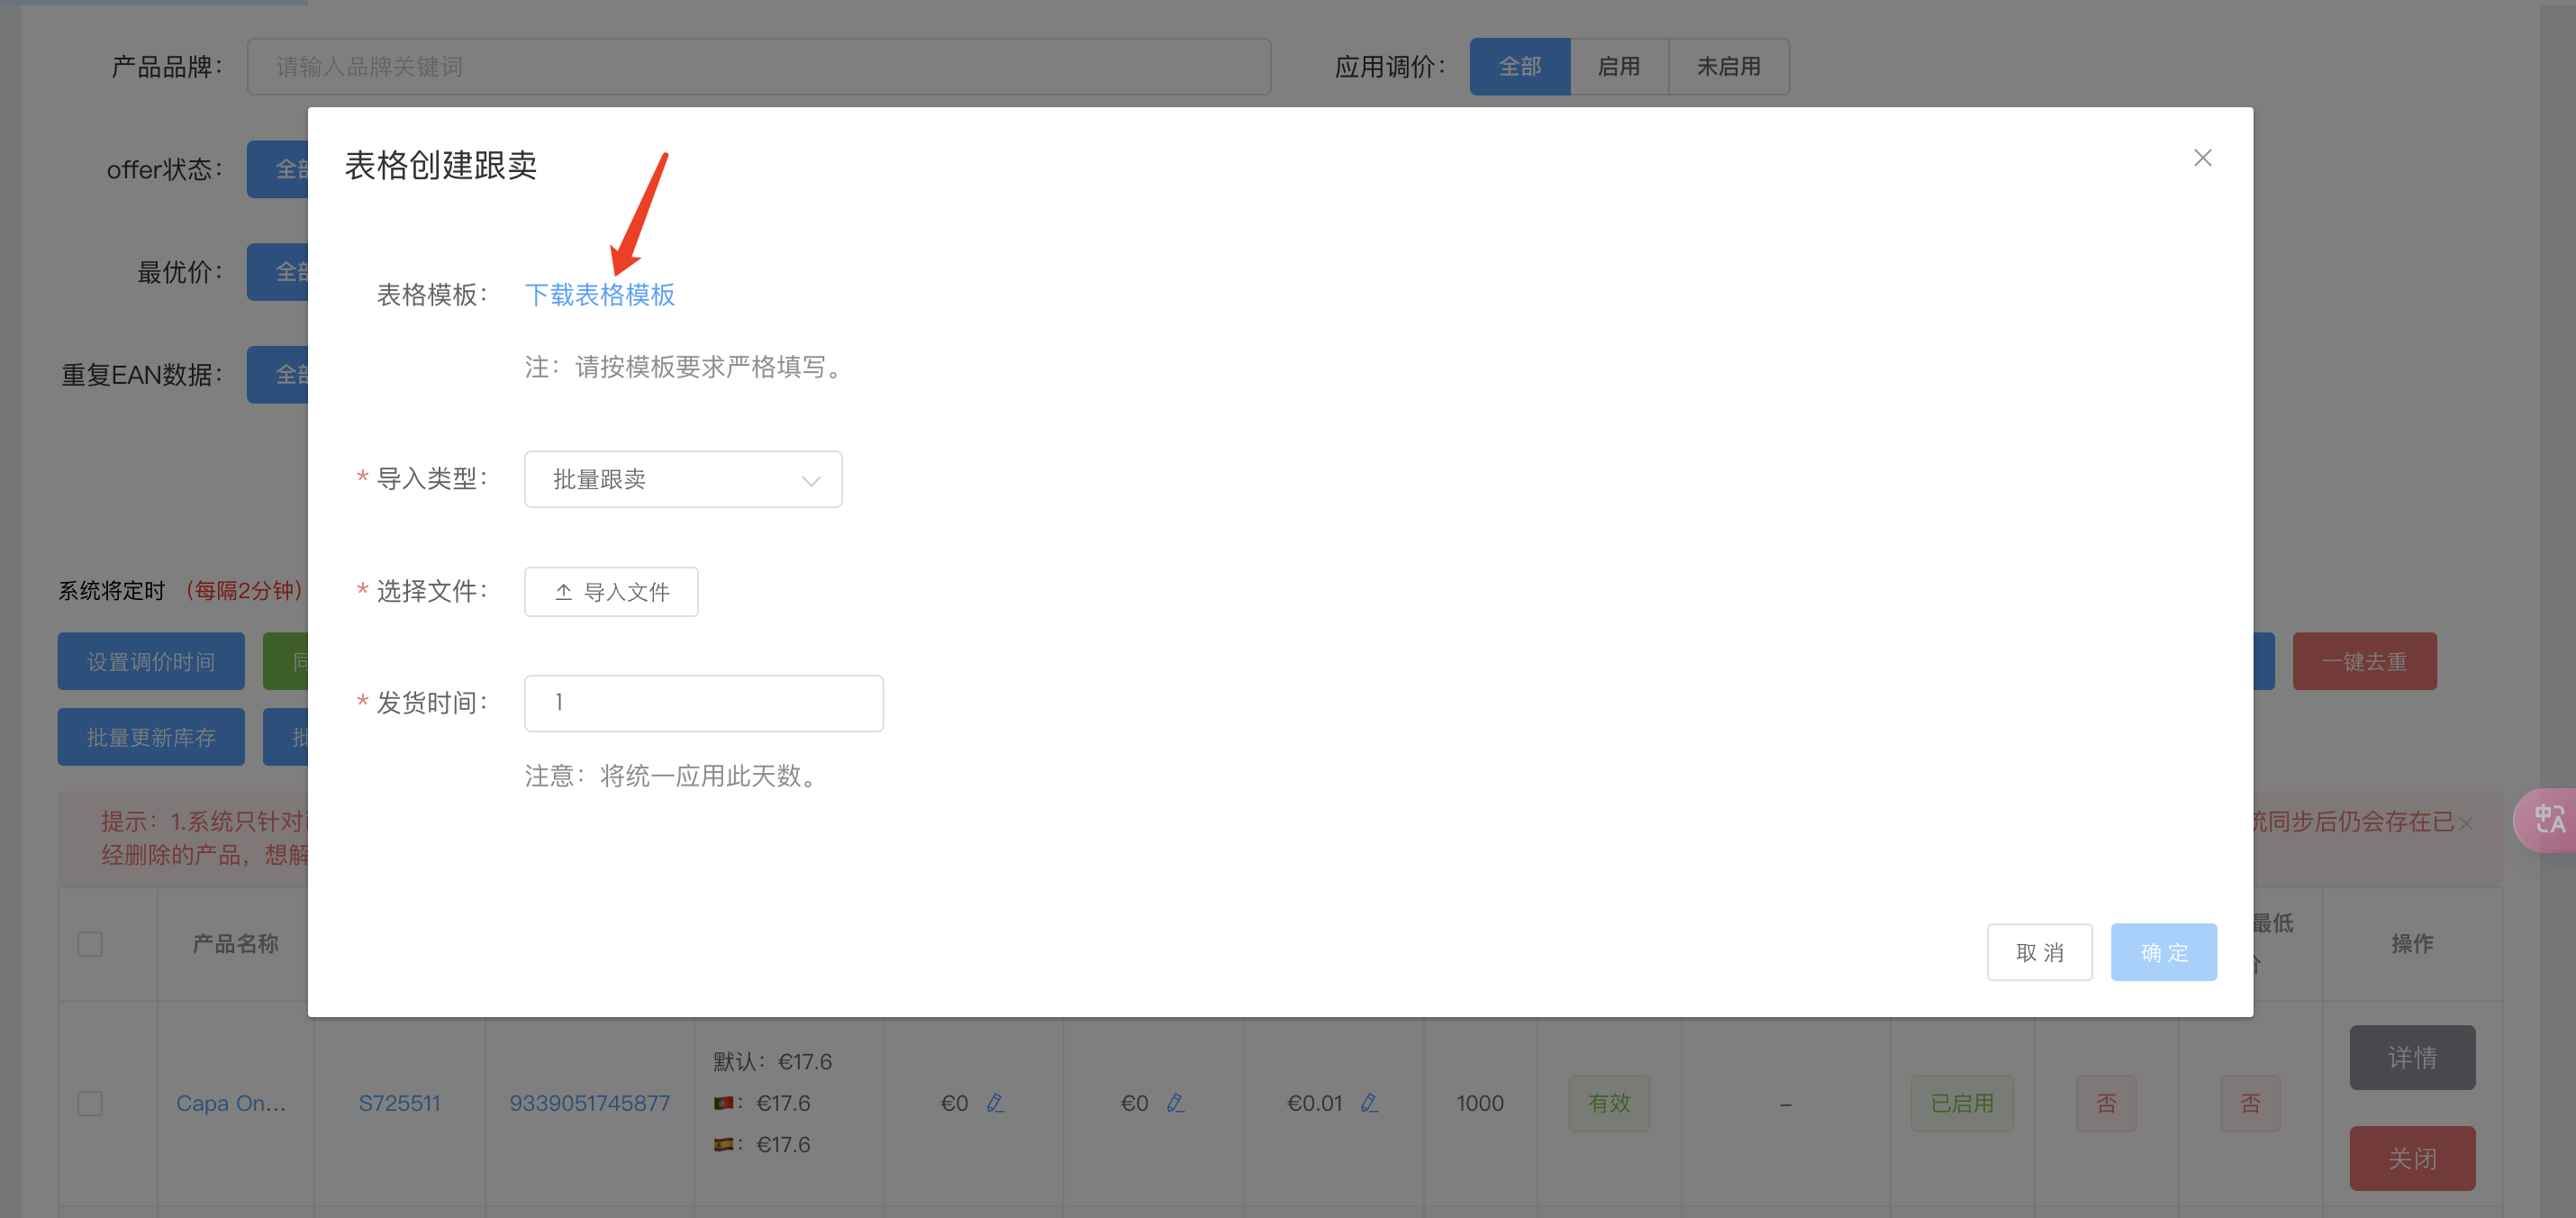 产品品牌：
请输入品牌关键词
应用调价：
全部
启用
未启用
表格创建跟卖
offer状态：
全部
最优价：
全部
表格模板：
下载表格模板
注：请按模板要求严格填写。
重复EAN数据：
全部
* 导入类型：
批量跟卖
* 选择文件：
导入文件
系统将定时 （每隔2分钟）
设置调价时间
同
一键去重
* 发货时间：
1
批量更新库存
批
注意：将统一应用此天数。
提示：1.系统只针对
统同步后仍会存在已
经删除的产品，想解
产品名称
取 消
确 定
最低
价
操作
Capa On...
S725511
9339051745877
默认：€17.6
：€17.6
：€17.6
€0
€0
€0.01
1000
有效
–
已启用
否
否
详情
关闭
中A